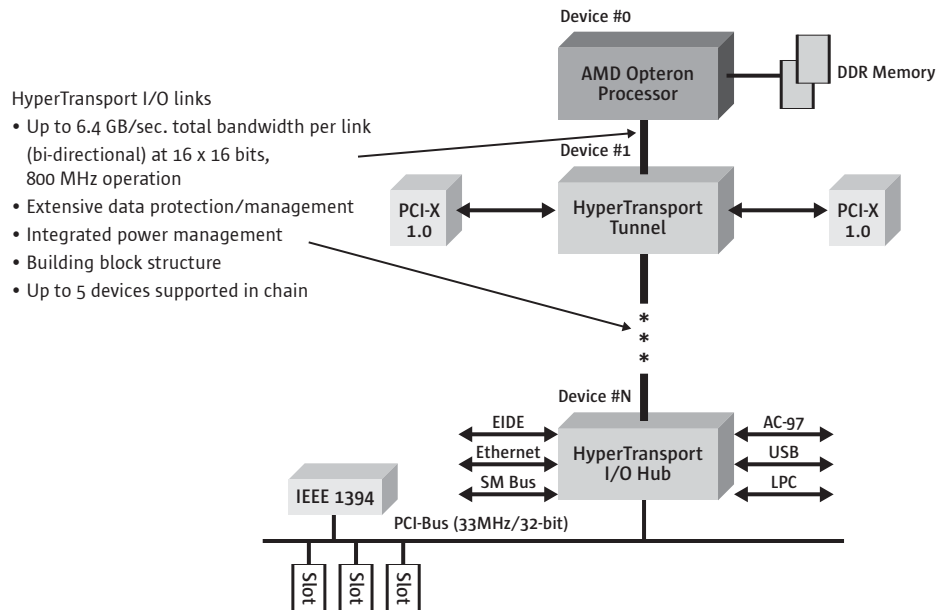 Device #0
AMD Opteron
Processor
DDR Memory
HyperTransport I/O links
• Up to 6.4 GB/sec. total bandwidth per link
(bi-directional) at 16 x 16 bits,
800 MHz operation
• Extensive data protection/management
• Integrated power management
• Building block structure
• Up to 5 devices supported in chain
Device #1
PCI-X
1.0
HyperTransport
Tunnel
PCI-X
1.0
*
*
*
Device #N
EIDE
Ethernet
SM Bus
HyperTransport
I/O Hub
AC-97
USB
LPC
IEEE 1394
PCI-Bus (33MHz/32-bit)
Slot
Slot
Slot